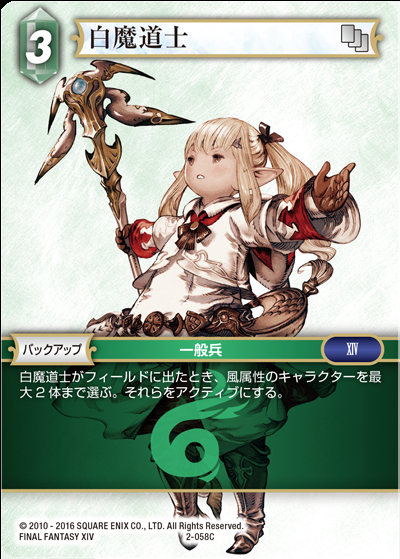 3
白魔道士
バックアップ
一般兵
XIV
白魔道士がフィールドに出たとき、風属性のキャラクターを最
大2体まで選ぶ。それらをアクティブにする。
© 2010 - 2016 SQUARE ENIX CO., LTD. All Rights Reserved.
FINAL FANTASY XIV
2-058C